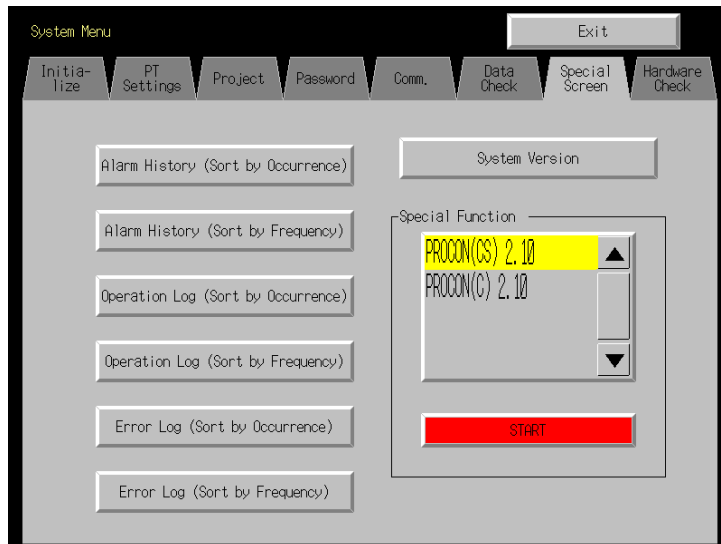 System Menu
Exit
Initia-
lize
PT
Settings
Project
Password
Comm.
Data
Check
Special
Screen
Hardware
Check
Alarm History (Sort by Occurrence)
Alarm History (Sort by Frequency)
Operation Log (Sort by Occurrence)
Operation Log (Sort by Frequency)
Error Log (Sort by Occurrence)
Error Log (Sort by Frequency)
System Version
Special Function
PROCON(CS) 2.10
PROCON(C) 2.10
START